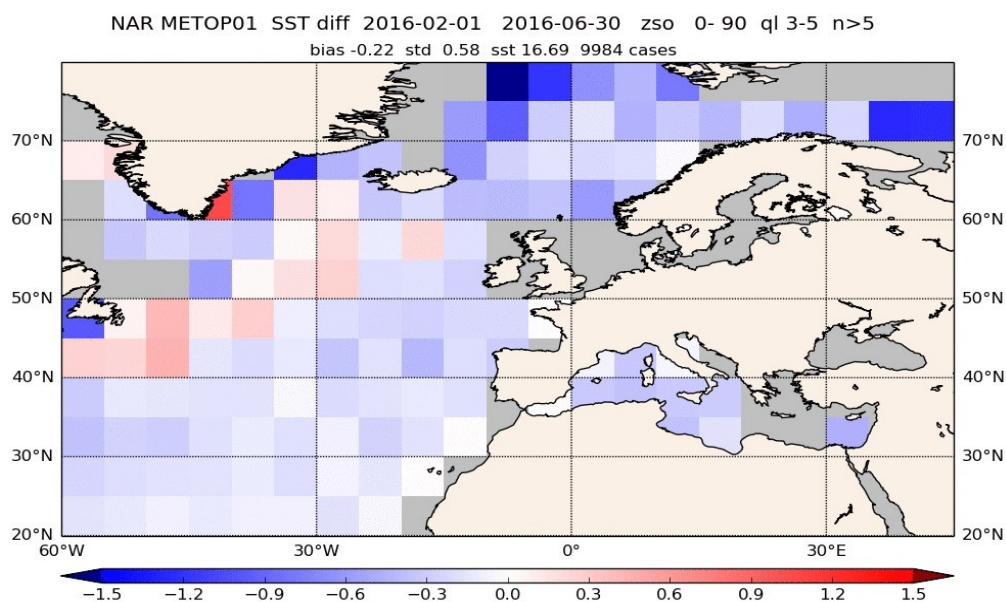 NAR METOP01 SST diff 2016-02-01 2016-06-30 zso 0- 90 ql 3-5 n>5
bias -0.22 std 0.58 sst 16.69 9984 cases
70°N 70°N
60°N 60°N
50°N 50°N
40°N 40°N
30°N 30°N
20°N 20°N
60°W 30°W 0° 30°E
−1.5 −1.2 −0.9 −0.6 −0.3 0.0 0.3 0.6 0.9 1.2 1.5